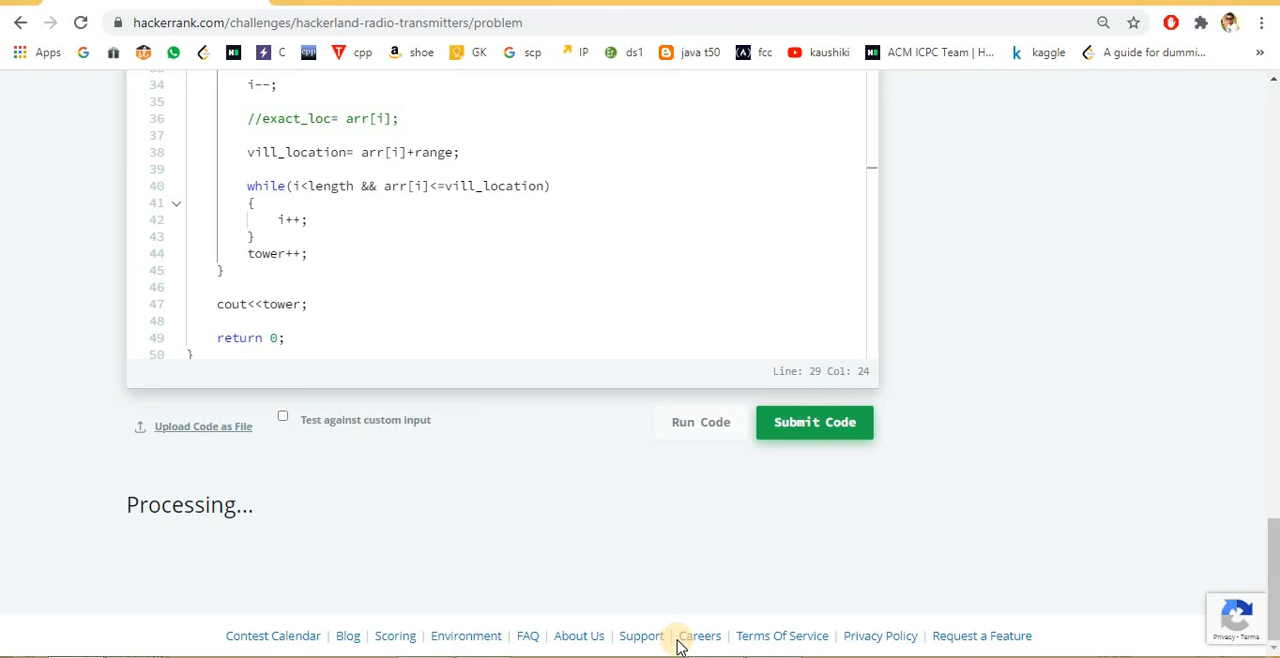 hackerrank.com/challenges/hackerland-radio-transmitters/problem
Apps C cpp shoe GK scp IP ds1 java t50 fcc kaushiki ACM ICPC Team | H... kaggle A guide for dummi... »
34 i--;
35
36 //exact_loc= arr[i];
37
38 vill_location= arr[i]+range;
39
40 while(i<length && arr[i]<=vill_location)
41 {
42 i++;
43 }
44 tower++;
45 }
46
47 cout<<tower;
48
49 return 0;
50 }
Line: 29 Col: 24
Upload Code as File Test against custom input Run Code Submit Code
Processing...
Privacy - Terms
Contest Calendar | Blog | Scoring | Environment | FAQ | About Us | Support | Careers | Terms Of Service | Privacy Policy | Request a Feature